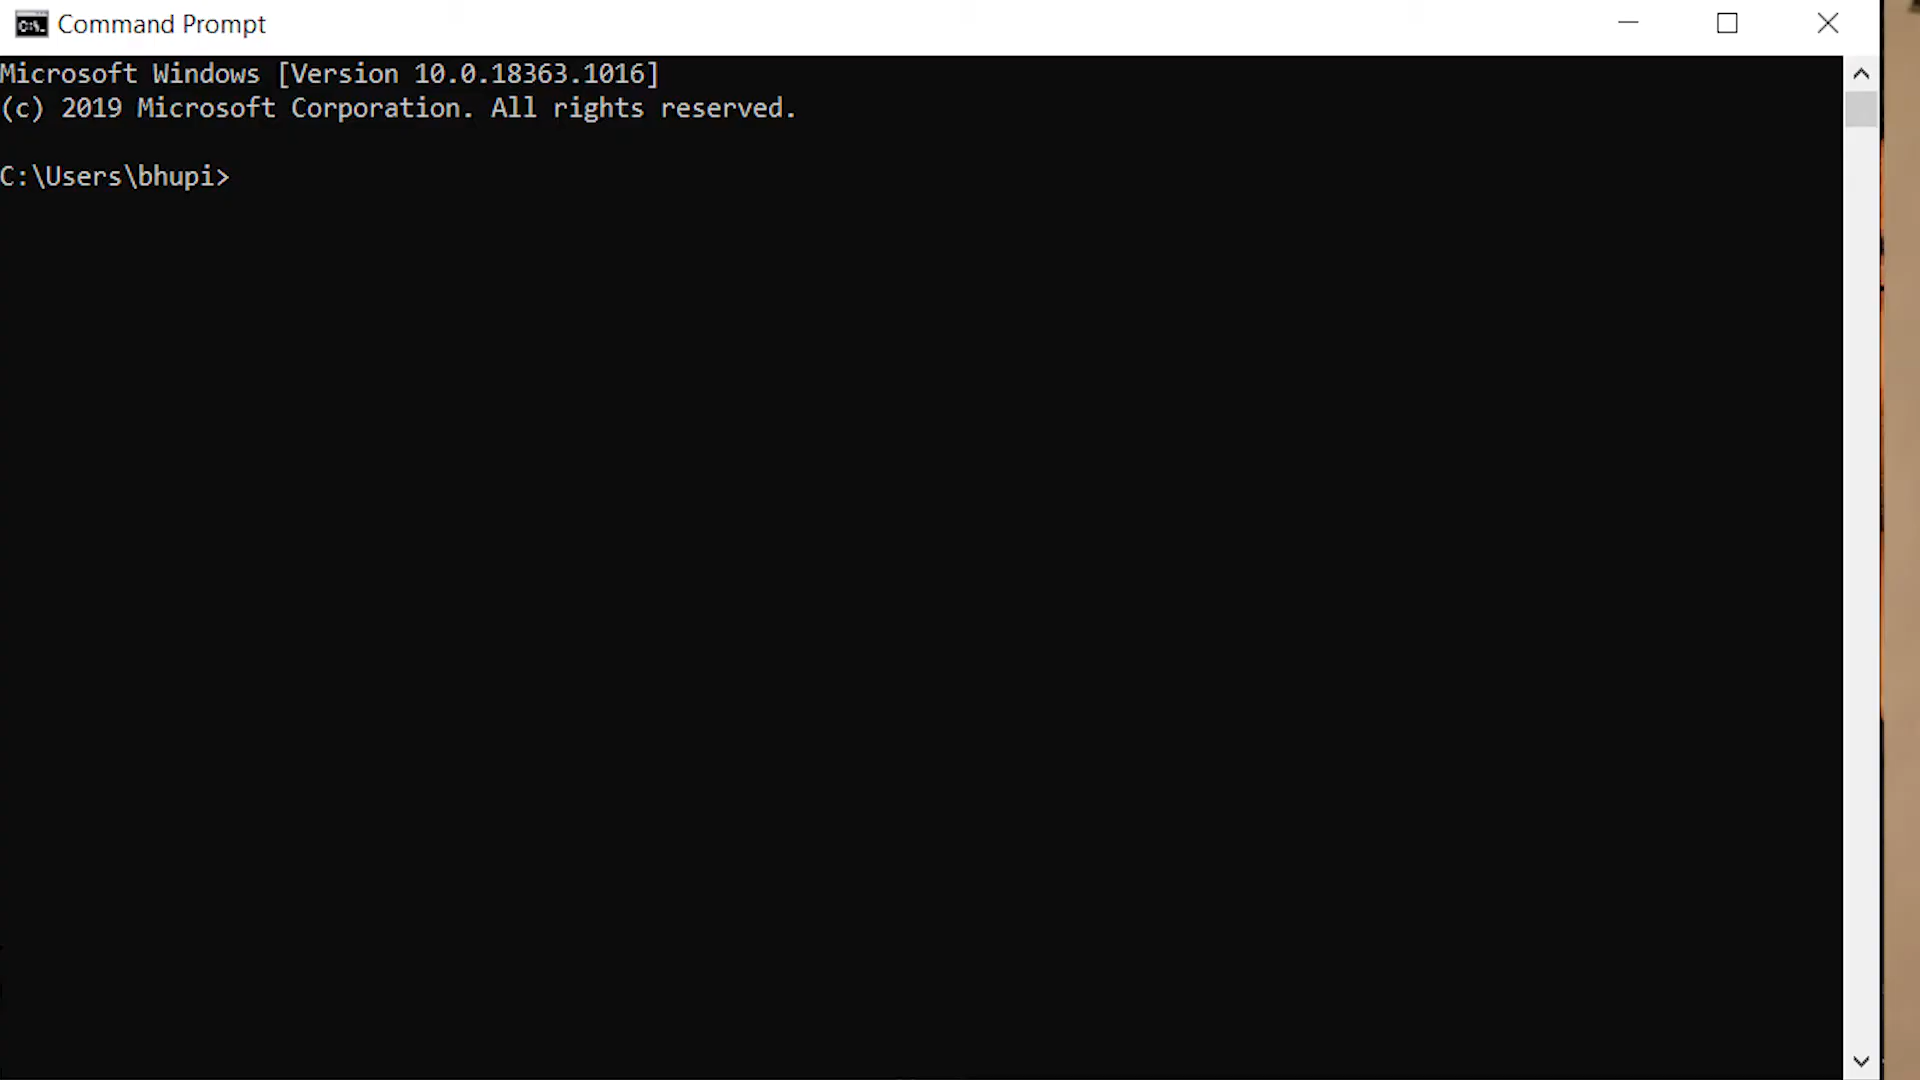 Command Prompt
Microsoft Windows [Version 10.0.18363.1016]
(c) 2019 Microsoft Corporation. All rights reserved.
C:\Users\bhupi>